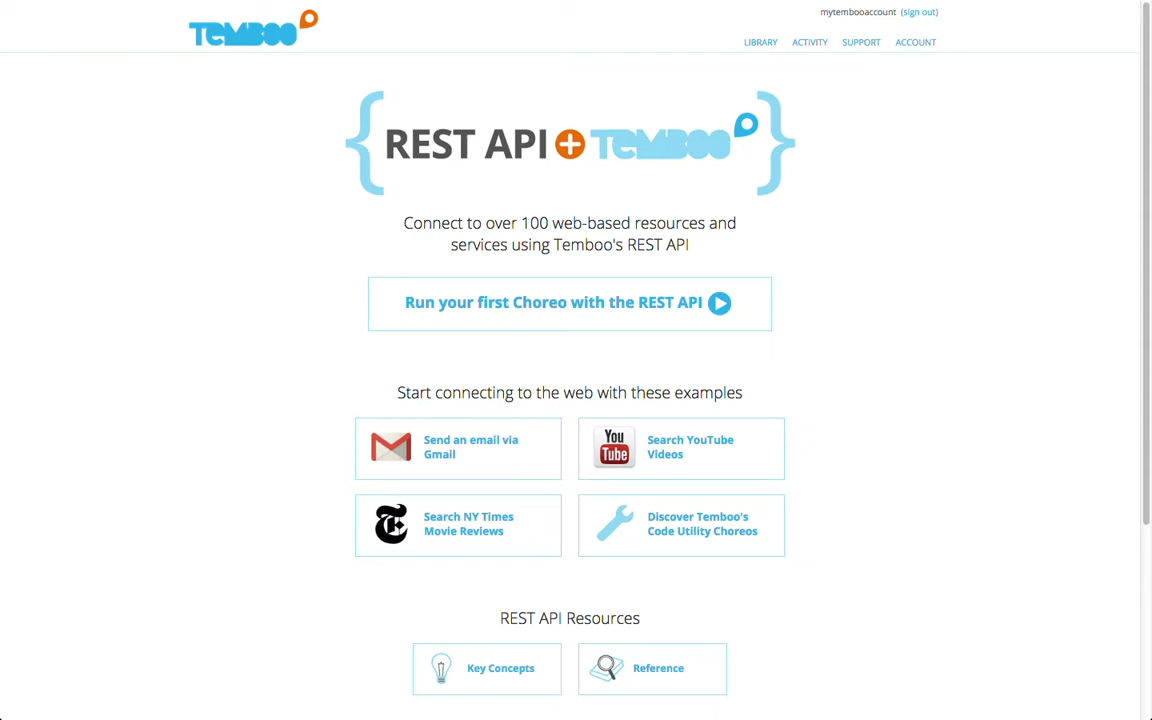 TEMBOO
mytembooaccount (sign out)
LIBRARY ACTIVITY SUPPORT ACCOUNT
{ REST API + TEMBOO }
Connect to over 100 web-based resources and
services using Temboo's REST API
Run your first Choreo with the REST API
Start connecting to the web with these examples
Send an email via
Gmail
You
Tube
Search YouTube
Videos
Search NY Times
Movie Reviews
Discover Temboo's
Code Utility Choreos
REST API Resources
Key Concepts
Reference